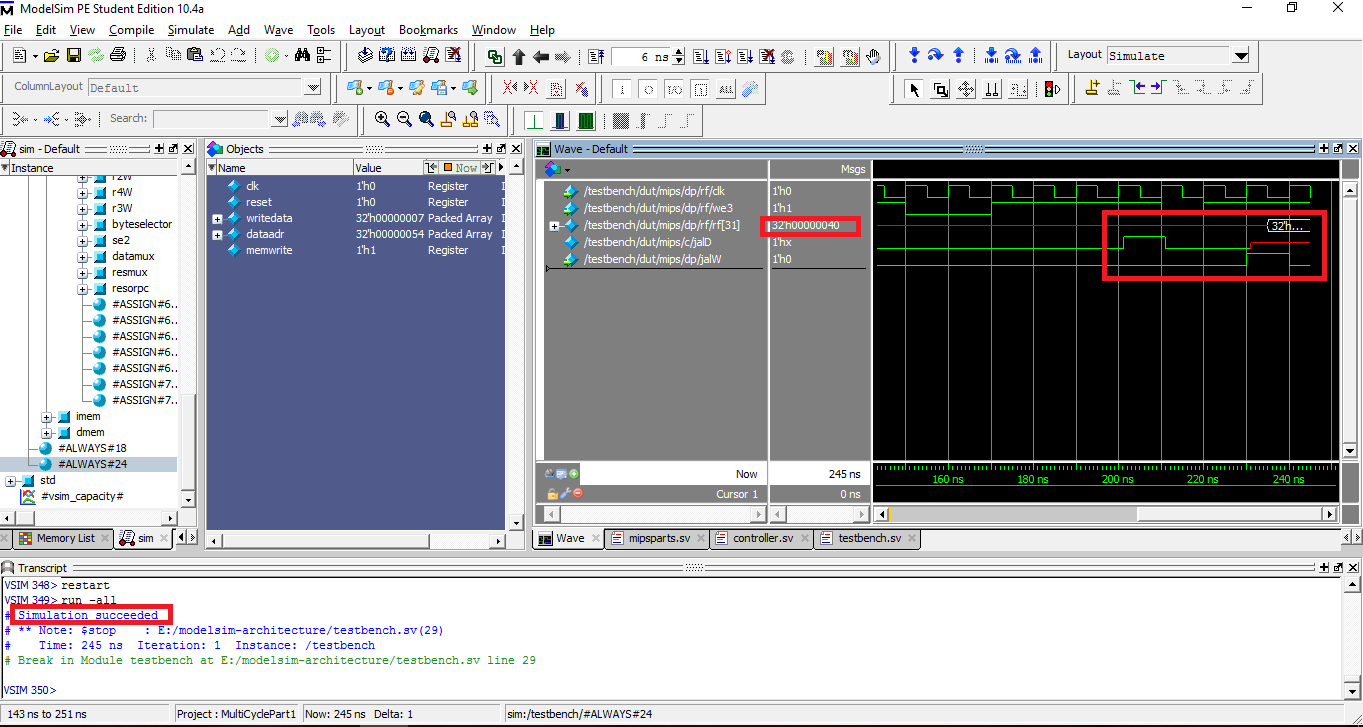 ModelSim PE Student Edition 10.4a
File Edit View Compile Simulate Add Wave Tools Layout Bookmarks Window Help
6 ns
Layout Simulate
ColumnLayout Default
Search:
sim - Default
Instance
r2W
r4W
r3W
byteselector
se2
datamux
resmux
resorpc
#ASSIGN#6...
#ASSIGN#6...
#ASSIGN#6...
#ASSIGN#6...
#ASSIGN#6...
#ASSIGN#7...
#ASSIGN#7...
imem
dmem
#ALWAYS#18
#ALWAYS#24
std
#vsim_capacity#
Memory List
sim
Objects
Name Value Now
clk 1'h0 Register
reset 1'h0 Register
writedata 32'h00000007 Packed Array
dataadr 32'h00000054 Packed Array
memwrite 1'h1 Register
Wave - Default
Msgs
/testbench/dut/mips/dp/rf/clk 1'h0
/testbench/dut/mips/dp/rf/we3 1'h1
/testbench/dut/mips/dp/rf/rf[31] 32'h00000040 32'h...
/testbench/dut/mips/c/jalD 1'hx
/testbench/dut/mips/dp/jalW 1'h0
Now 245 ns 160 ns 180 ns 200 ns 220 ns 240 ns
Cursor 1 0 ns
Wave mipsparts.sv controller.sv testbench.sv
Transcript
VSIM 348> restart
VSIM 349> run -all
# Simulation succeeded
# ** Note: $stop : E:/modelsim-architecture/testbench.sv(29)
# Time: 245 ns Iteration: 1 Instance: /testbench
# Break in Module testbench at E:/modelsim-architecture/testbench.sv line 29
VSIM 350>
143 ns to 251 ns Project : MultiCyclePart1 Now: 245 ns Delta: 1 sim:/testbench/#ALWAYS#24